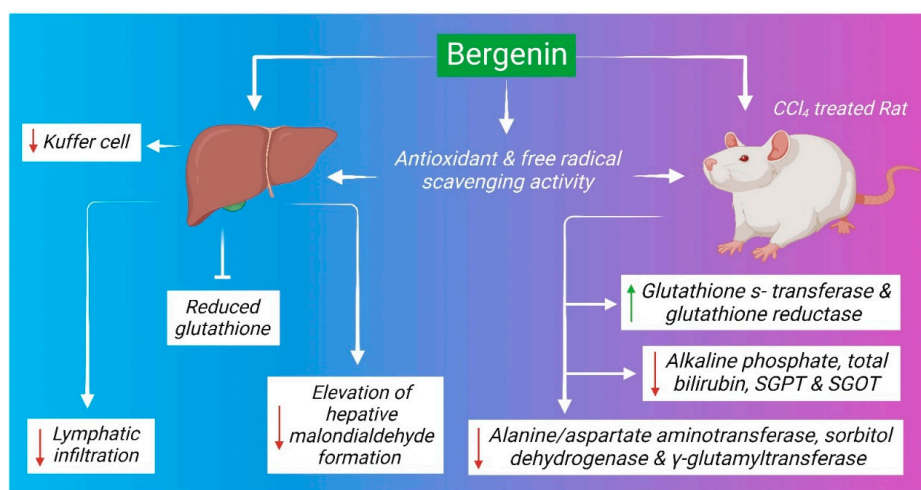 Bergenin
CCl₄ treated Rat
Kuffer cell
Antioxidant & free radical
scavenging activity
Reduced
glutathione
Glutathione s- transferase &
glutathione reductase
Alkaline phosphate, total
bilirubin, SGPT & SGOT
Elevation of
hepative
malondialdehyde
formation
Lymphatic
infiltration
Alanine/aspartate aminotransferase, sorbitol
dehydrogenase & γ-glutamyltransferase